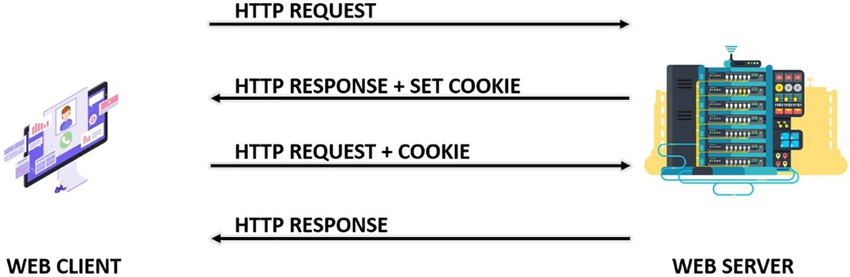 HTTP REQUEST
HTTP RESPONSE + SET COOKIE
HTTP REQUEST + COOKIE
HTTP RESPONSE
WEB CLIENT
WEB SERVER